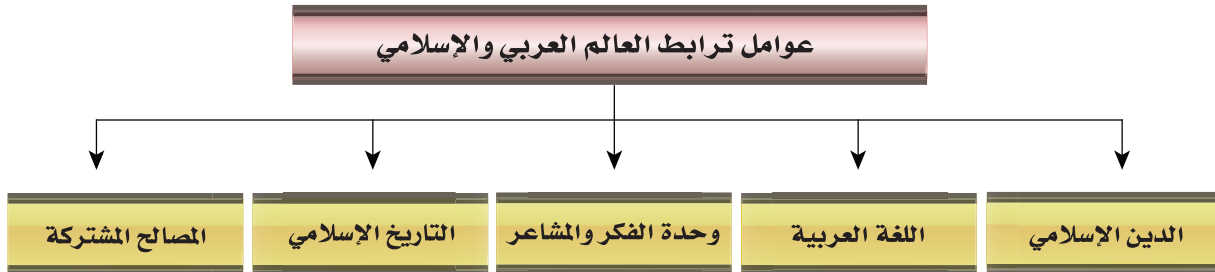 عوامل ترابط العالم العربي والإسلامي
الدين الإسلامي
اللغة العربية
وحدة الفكر والمشاعر
التاريخ الإسلامي
المصالح المشتركة